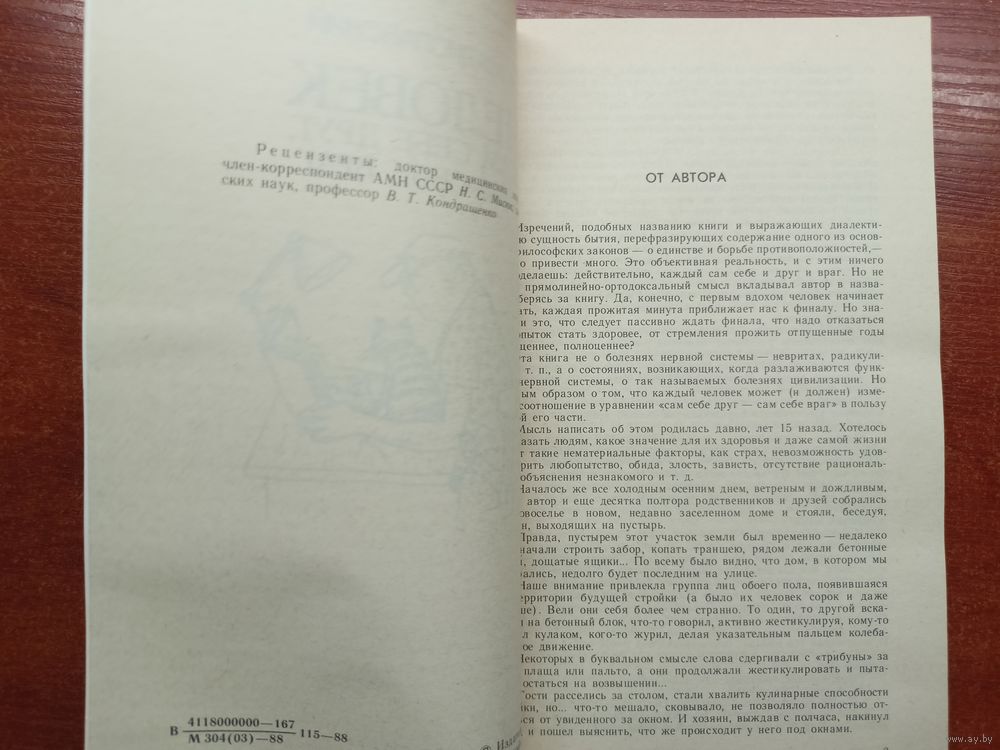 Рецензенты: доктор медицинских
член-корреспондент АМН СССР Н. С.
ских наук, профессор В. Т. Кондрашенко
В 4118000000—167
М 304(03)—88
115—88
©
ОТ АВТОРА
Изречений, подобных названию книги и выражающих диалекти-
ю сущность бытия, перефразирующих содержание одного из основ-
философских законов — о единстве и борьбе противоположностей,—
о привести много. Это объективная реальность, и с этим ничего
оделаешь: действительно, каждый сам себе и друг и враг. Но не
прямолинейно-ортодоксальный смысл вкладывал автор в назва-
берясь за книгу. Да, конечно, с первым вдохом человек начинает
ать, каждая прожитая минута приближает нас к финалу. Но зна-
и это, что следует пассивно ждать финала, что надо отказаться
опыток стать здоровее, от стремления прожить отпущенные годы
щеннее, полноценнее?
та книга не о болезнях нервной системы — невритах, радикули-
т. п., а о состояниях, возникающих, когда разлаживаются функ-
нервной системы, о так называемых болезнях цивилизации. Но
ым образом о том, что каждый человек может (и должен) изме-
соотношение в уравнении «сам себе друг — сам себе враг» в пользу
й его части.
Мысль написать об этом родилась давно, лет 15 назад. Хотелось
азать людям, какое значение для их здоровья и даже самой жизни
т такие нематериальные факторы, как страх, невозможность удов-
рить любопытство, обида, злость, зависть, отсутствие рациональ-
объяснения незнакомого и т. д.
Началось же все холодным осенним днем, ветреным и дождливым,
автор и еще десятка полтора родственников и друзей собрались
овоселье в новом, недавно заселенном доме и стояли, беседуя,
н, выходящих на пустырь.
Правда, пустырем этот участок земли был временно — недалеко
начали строить забор, копать траншею, рядом лежали бетонные
, дощатые ящики... По всему было видно, что дом, в котором мы
рались, недолго будет последним на улице.
Наше внимание привлекла группа лиц обоего пола, появившаяся
ерритории будущей стройки (а было их человек сорок и даже
ше). Вели они себя более чем странно. То один, то другой вска-
л на бетонный блок, что-то говорил, активно жестикулируя, кому-то
л кулаком, кого-то журил, делая указательным пальцем колеба-
ое движение.
Некоторых в буквальном смысле слова сдергивали с «трибуны» за
плаща или пальто, а они продолжали жестикулировать и пыта-
остаться на возвышении...
Гости расселись за столом, стали хвалить кулинарные способности
ки, но... что-то мешало, сковывало, не позволяло полностью от-
ся от увиденного за окном. И хозяин, выждав с полчаса, накинул
и пошел выяснить, что же происходит у него под окнами.
www.ay.by